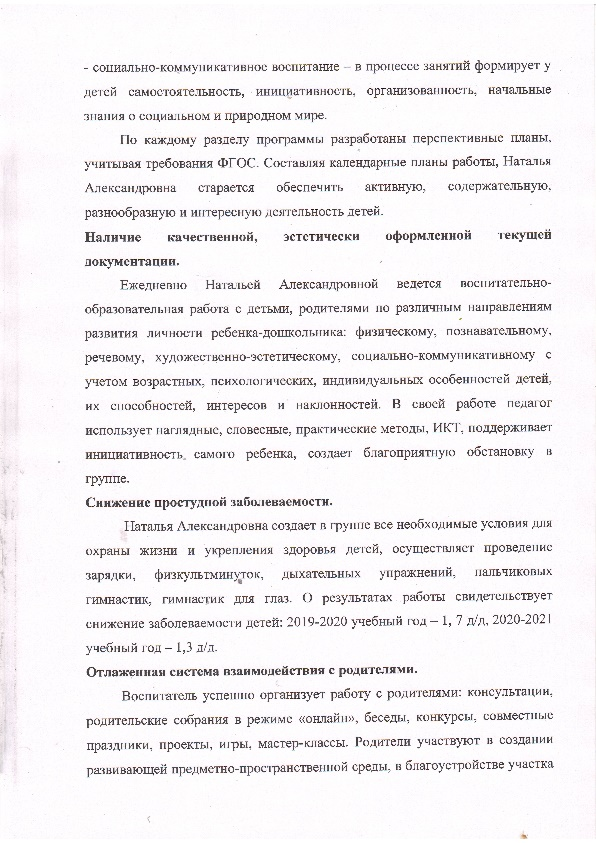 - социально-коммуникативное воспитание – в процессе занятий формирует у
детей самостоятельность, инициативность, организованность, начальные
знания о социальном и природном мире.
По каждому разделу программы разработаны перспективные планы,
учитывая требования ФГОС. Составляя календарные планы работы, Наталья
Александровна старается обеспечить активную, содержательную,
разнообразную и интересную деятельность детей.
Наличие качественной, эстетически оформленной текущей
документации.
Ежедневно Натальей Александровной ведется воспитательно-
образовательная работа с детьми, родителями по различным направлениям
развития личности ребенка-дошкольника: физическому, познавательному,
речевому, художественно-эстетическому, социально-коммуникативному с
учетом возрастных, психологических, индивидуальных особенностей детей,
их способностей, интересов и наклонностей. В своей работе педагог
использует наглядные, словесные, практические методы, ИКТ, поддерживает
инициативность самого ребенка, создает благоприятную обстановку в
группе.
Снижение простудной заболеваемости.
Наталья Александровна создает в группе все необходимые условия для
охраны жизни и укрепления здоровья детей, осуществляет проведение
зарядки, физкультминуток, дыхательных упражнений, пальчиковых
гимнастик, гимнастик для глаз. О результатах работы свидетельствует
снижение заболеваемости детей: 2019-2020 учебный год – 1, 7 д/д, 2020-2021
учебный год – 1,3 д/д.
Отлаженная система взаимодействия с родителями.
Воспитатель успешно организует работу с родителями: консультации,
родительские собрания в режиме «онлайн», беседы, конкурсы, совместные
праздники, проекты, игры, мастер-классы. Родители участвуют в создании
развивающей предметно-пространственной среды, в благоустройстве участка